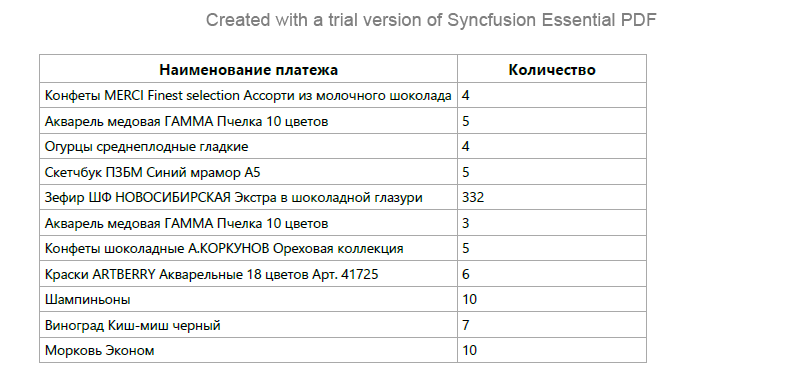 Created with a trial version of Syncfusion Essential PDF
Наименование платежа Количество
Конфеты MERCI Finest selection Ассорти из молочного шоколада 4
Акварель медовая ГАММА Пчелка 10 цветов 5
Огурцы среднеплодные гладкие 4
Скетчбук ПЗБМ Синий мрамор А5 5
Зефир ШФ НОВОСИБИРСКАЯ Экстра в шоколадной глазури 332
Акварель медовая ГАММА Пчелка 10 цветов 3
Конфеты шоколадные А.КОРКУНОВ Ореховая коллекция 5
Краски ARTBERRY Акварельные 18 цветов Арт. 41725 6
Шампиньоны 10
Виноград Киш-миш черный 7
Морковь Эконом 10